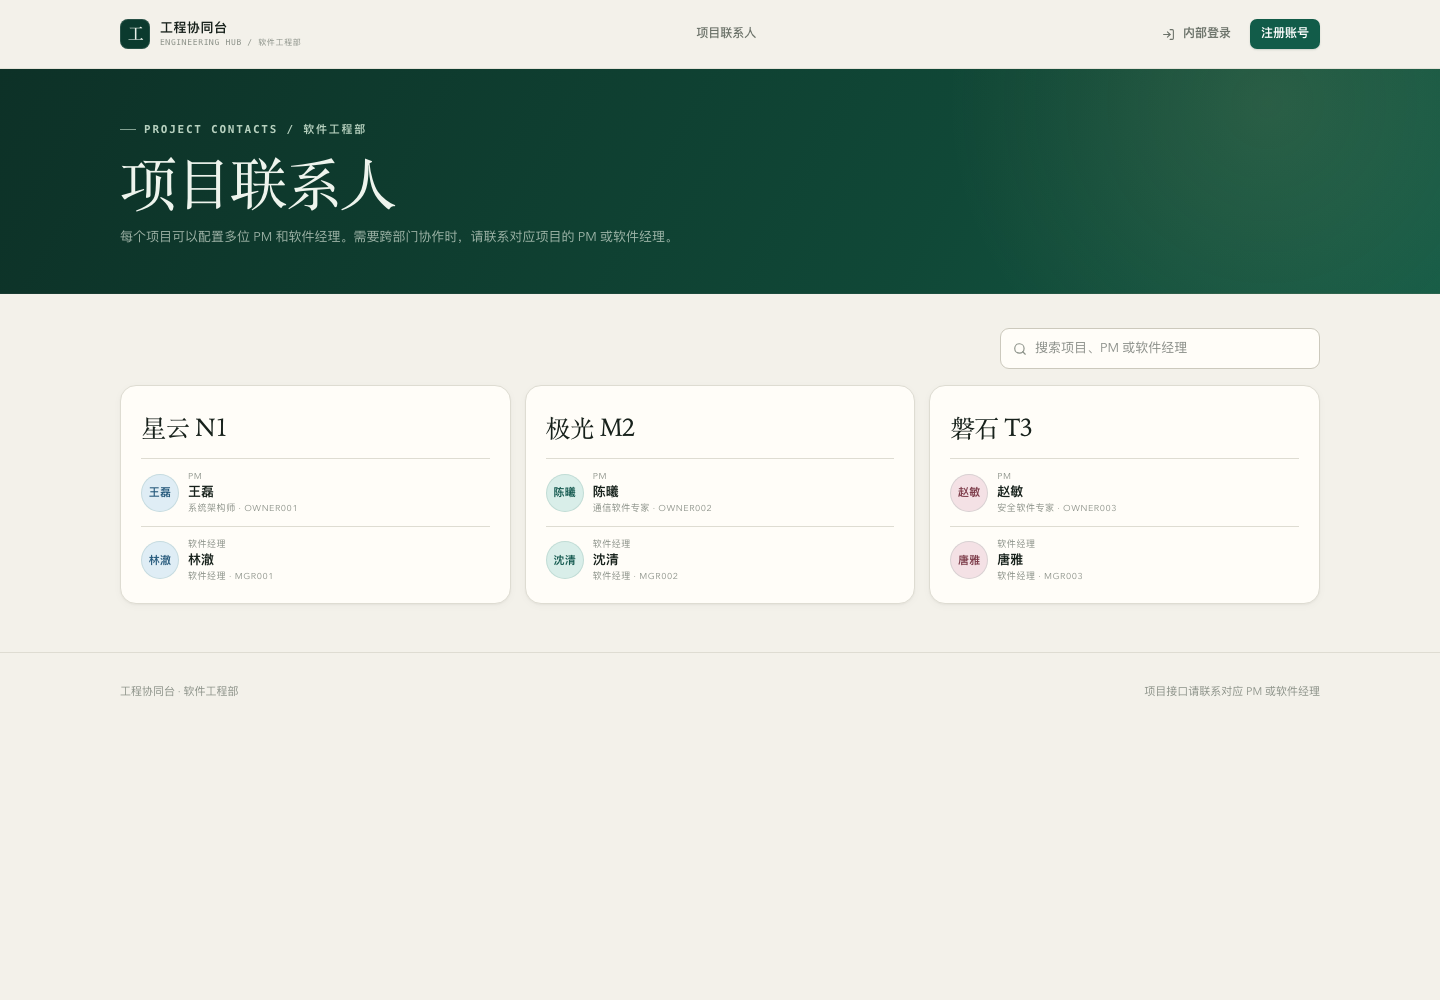 工 工程协同台
ENGINEERING HUB / 软件工程部
项目联系人
内部登录
注册账号
PROJECT CONTACTS / 软件工程部
项目联系人
每个项目可以配置多位 PM 和软件经理。需要跨部门协作时，请联系对应项目的 PM 或软件经理。
搜索项目、PM 或软件经理
星云 N1
PM
王磊 王磊
系统架构师 · OWNER001
软件经理
林澈 林澈
软件经理 · MGR001
极光 M2
PM
陈曦 陈曦
通信软件专家 · OWNER002
软件经理
沈清 沈清
软件经理 · MGR002
磐石 T3
PM
赵敏 赵敏
安全软件专家 · OWNER003
软件经理
唐雅 唐雅
软件经理 · MGR003
工程协同台 · 软件工程部
项目接口请联系对应 PM 或软件经理